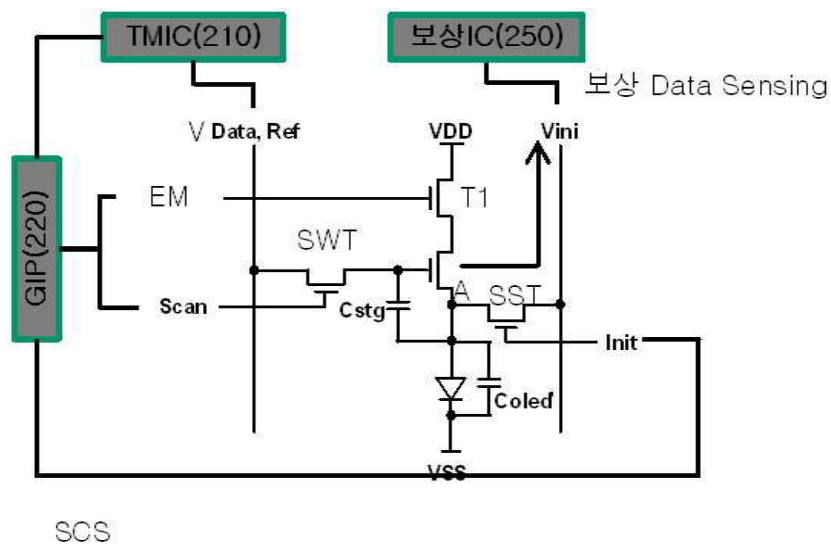 TMIC(210)
보상IC(250)
보상 Data Sensing
V Data, Ref
VDD
Vini
GIP(220)
EM
T1
SWT
Scan
Cstg
A
SST
Init
Coled
VSS
SCS